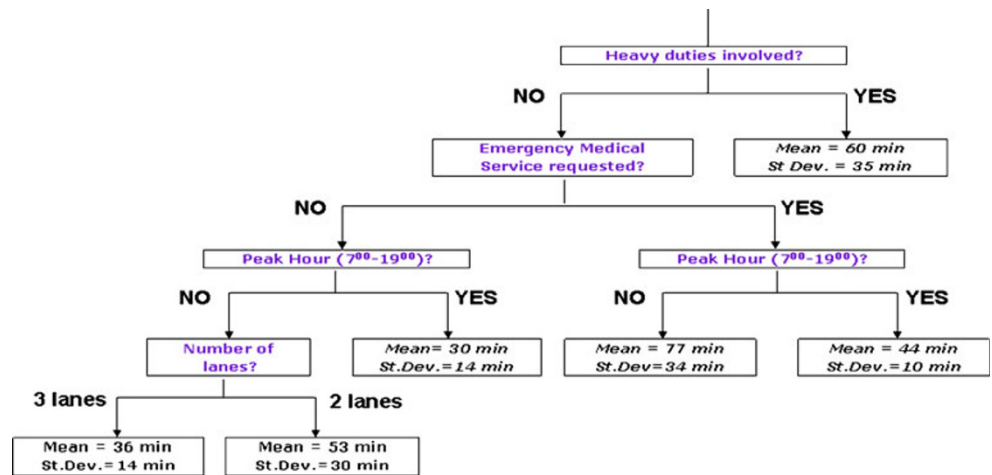 Heavy duties involved?
NO
YES
Emergency Medical
Service requested?
Mean = 60 min
St Dev. = 35 min
NO
YES
Peak Hour (7⁰⁰-19⁰⁰)?
Peak Hour (7⁰⁰-19⁰⁰)?
NO
YES
NO
YES
Number of
lanes?
Mean= 30 min
St.Dev.=14 min
Mean = 77 min
St.Dev=34 min
Mean = 44 min
St.Dev.=10 min
3 lanes
2 lanes
Mean = 36 min
St.Dev.=14 min
Mean = 53 min
St.Dev.=30 min